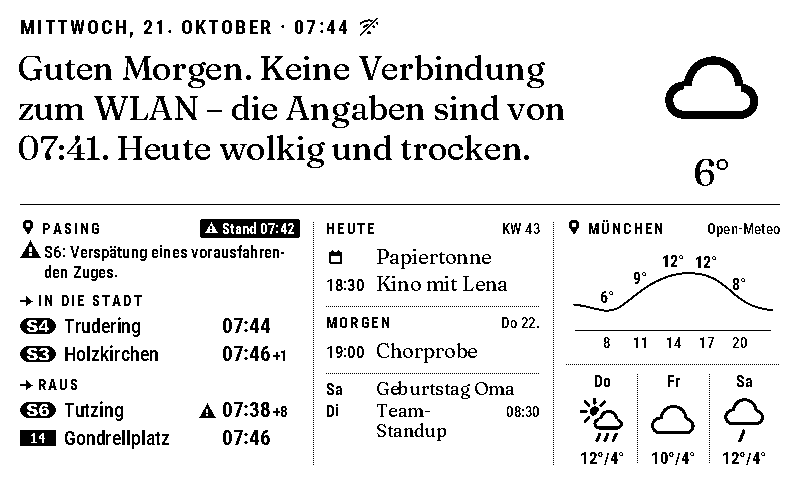 MITTWOCH, 21. OKTOBER · 07:44
Guten Morgen. Keine Verbindung
zum WLAN – die Angaben sind von
07:41. Heute wolkig und trocken.
6°
PASING
Stand 07:42
S6: Verspätung eines vorausfahren-
den Zuges.
IN DIE STADT
S4 Trudering 07:44
S3 Holzkirchen 07:46 +1
RAUS
S6 Tutzing 07:38 +8
14 Gondrellplatz 07:46
HEUTE KW 43
Papiertonne
18:30 Kino mit Lena
MORGEN Do 22.
19:00 Chorprobe
Sa Geburtstag Oma
Di Team- 08:30
Standup
MÜNCHEN Open-Meteo
6° 9° 12° 12° 8°
8 11 14 17 20
Do Fr Sa
12°/4° 10°/4° 12°/4°